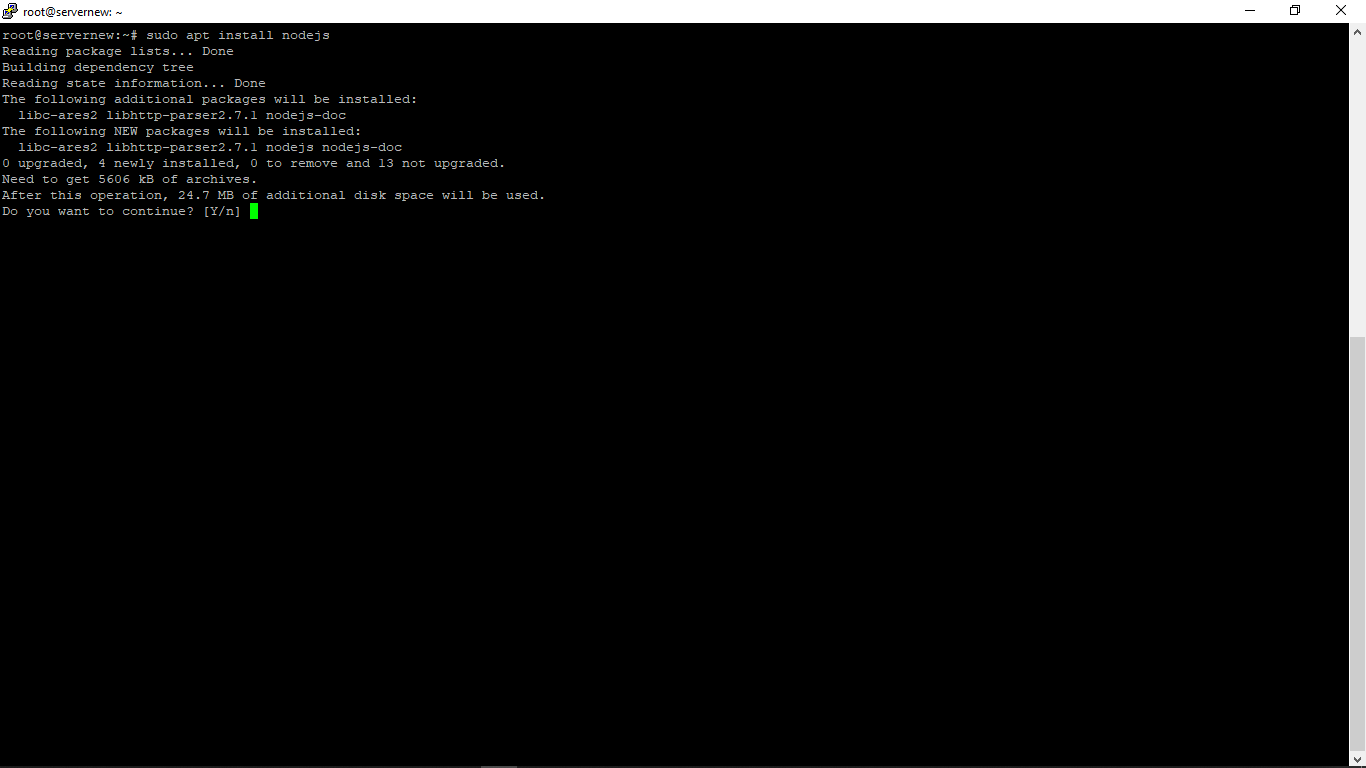 root@servernew: ~
root@servernew:~# sudo apt install nodejs
Reading package lists... Done
Building dependency tree
Reading state information... Done
The following additional packages will be installed:
  libc-ares2 libhttp-parser2.7.1 nodejs-doc
The following NEW packages will be installed:
  libc-ares2 libhttp-parser2.7.1 nodejs nodejs-doc
0 upgraded, 4 newly installed, 0 to remove and 13 not upgraded.
Need to get 5606 kB of archives.
After this operation, 24.7 MB of additional disk space will be used.
Do you want to continue? [Y/n]